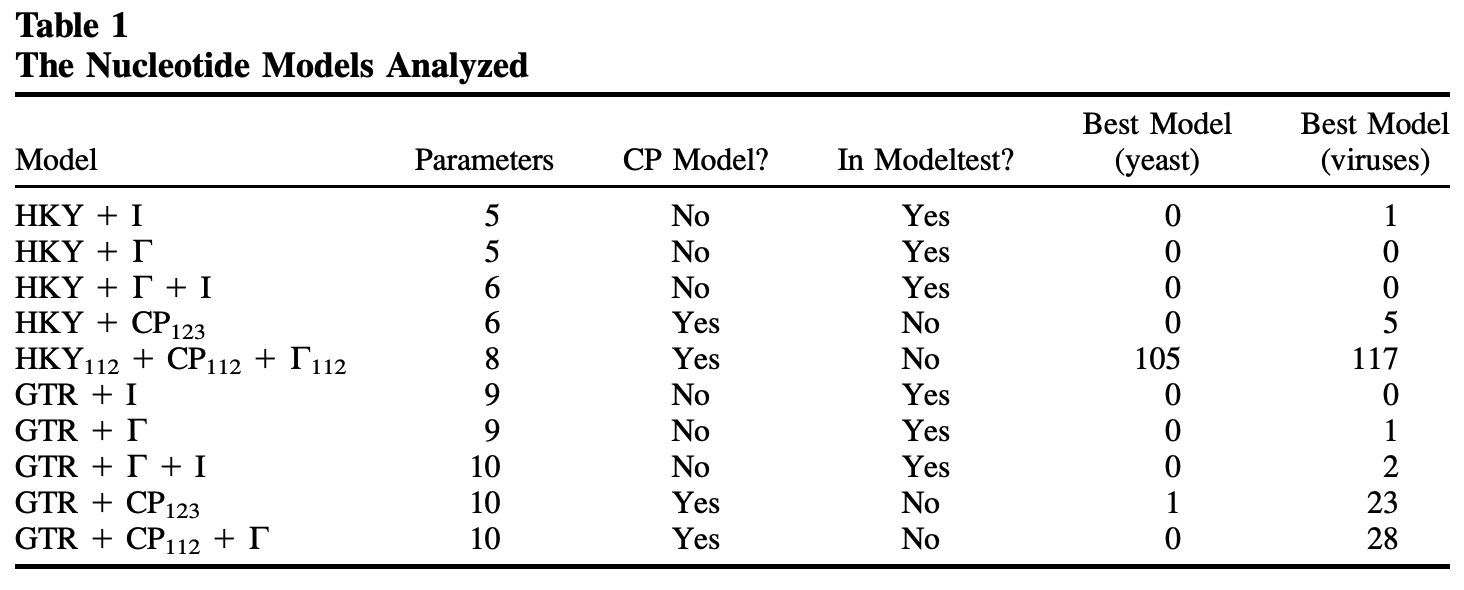 Table 1
The Nucleotide Models Analyzed
Best Model Best Model
Model Parameters CP Model? In Modeltest? (yeast) (viruses)
HKY + I 5 No Yes 0 1
HKY + Γ 5 No Yes 0 0
HKY + Γ + I 6 No Yes 0 0
HKY + CP₁₂₃ 6 Yes No 0 5
HKY₁₁₂ + CP₁₁₂ + Γ₁₁₂ 8 Yes No 105 117
GTR + I 9 No Yes 0 0
GTR + Γ 9 No Yes 0 1
GTR + Γ + I 10 No Yes 0 2
GTR + CP₁₂₃ 10 Yes No 1 23
GTR + CP₁₁₂ + Γ 10 Yes No 0 28